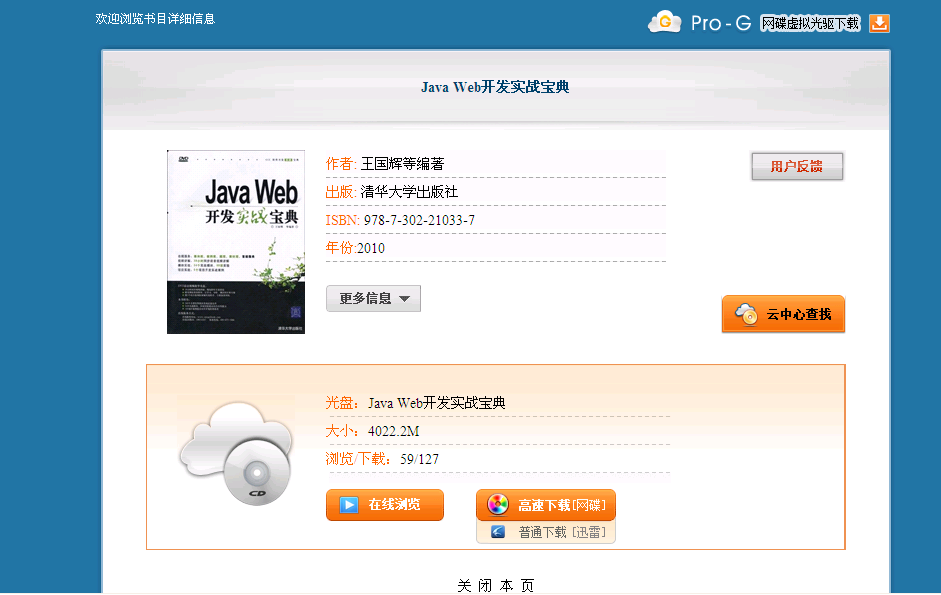 欢迎浏览书目详细信息
Pro-G 网碟虚拟光驱下载
Java Web开发实战宝典
DVD
Java Web
开发实战宝典
作者: 王国辉等编著
出版: 清华大学出版社
ISBN: 978-7-302-21033-7
年份:2010
用户反馈
更多信息
云中心查找
光盘： Java Web开发实战宝典
大小： 4022.2M
浏览/下载： 59/127
CD
在线浏览
高速下载[网碟]
普通下载 [迅雷]
关 闭 本 页